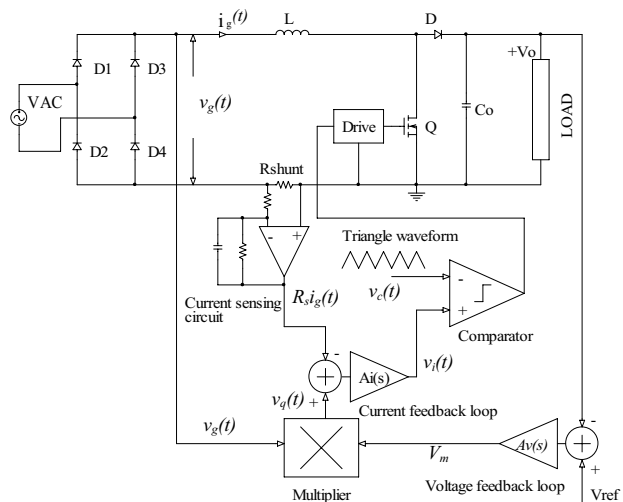 i_g(t)
L
D
+Vo
D1
D3
VAC
v_g(t)
D2
D4
Drive
Q
Co
LOAD
Rshunt
-
+
Triangle waveform
Current sensing
circuit
R_s i_g(t)
v_c(t)
-
+
Comparator
-
+
Ai(s)
v_i(t)
v_q(t)
+
Current feedback loop
v_g(t)
Multiplier
V_m
Av(s)
-
+
+
Voltage feedback loop
Vref